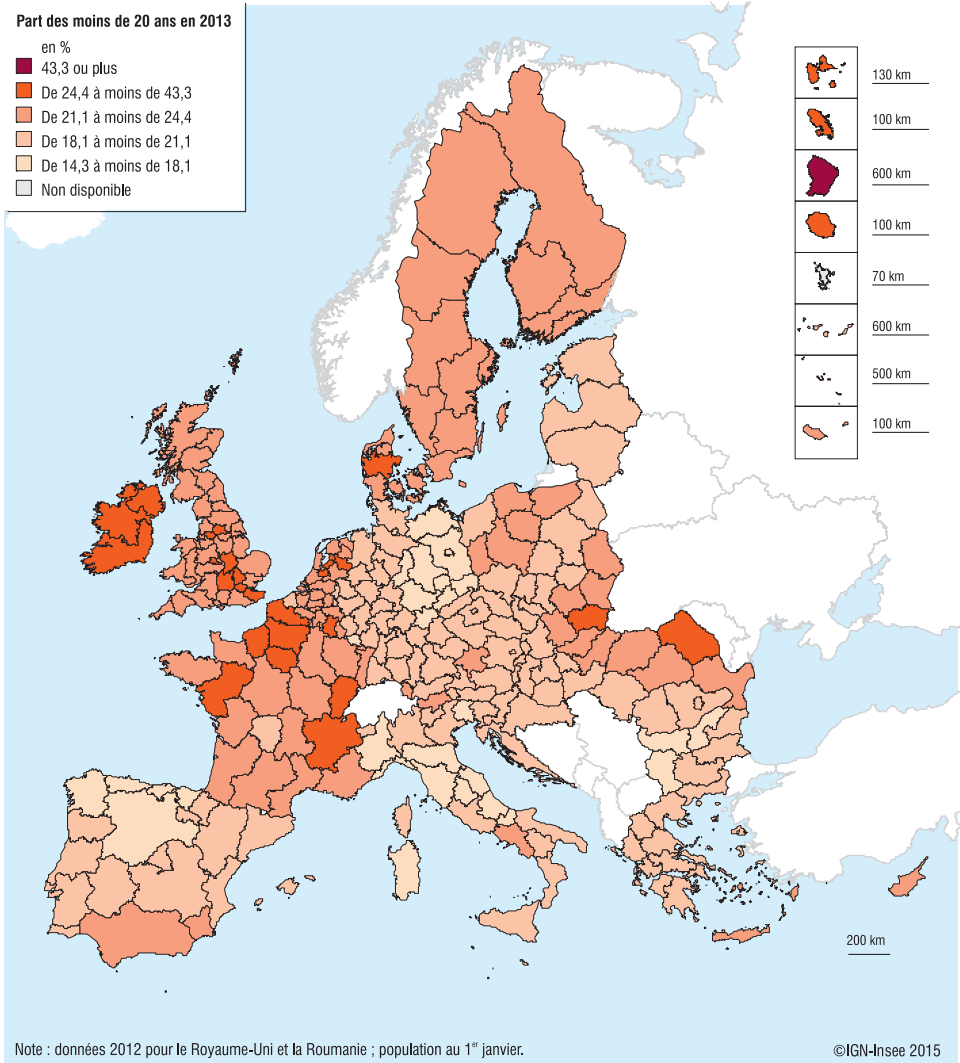 Part des moins de 20 ans en 2013
en %
43,3 ou plus
De 24,4 à moins de 43,3
De 21,1 à moins de 24,4
De 18,1 à moins de 21,1
De 14,3 à moins de 18,1
Non disponible
130 km
100 km
600 km
100 km
70 km
600 km
500 km
100 km
200 km
Note : données 2012 pour le Royaume-Uni et la Roumanie ; population au 1er janvier.
©IGN-Insee 2015